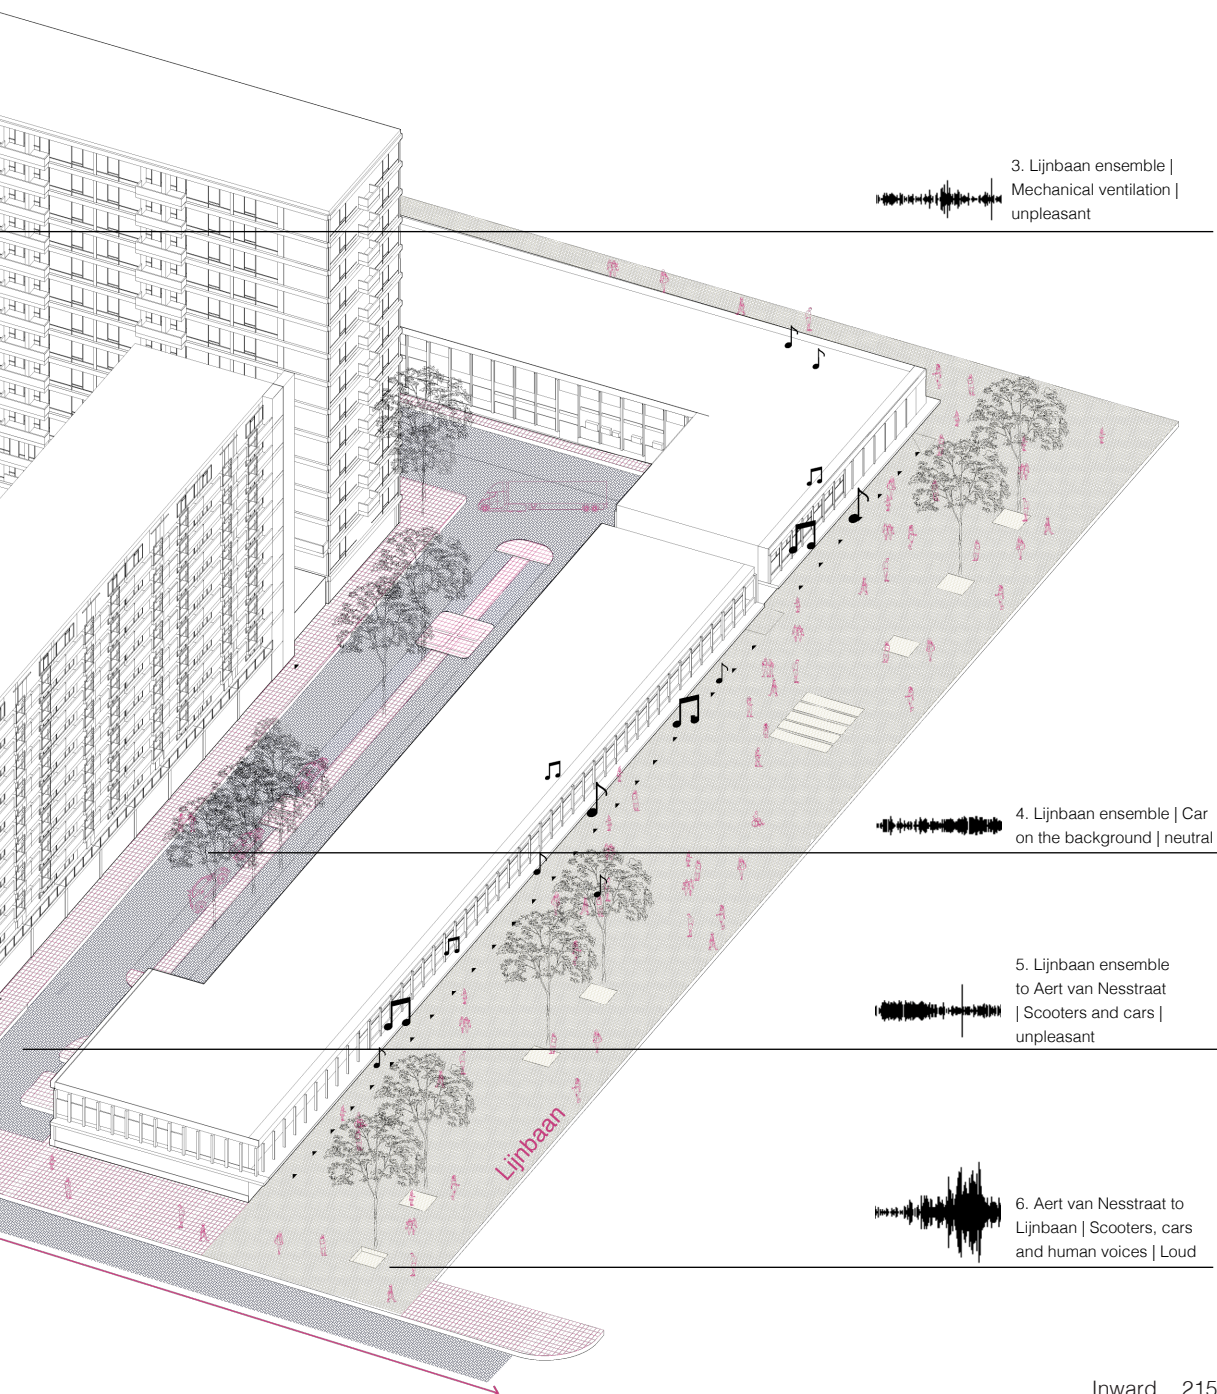 3. Lijnbaan ensemble |
Mechanical ventilation |
unpleasant
4. Lijnbaan ensemble | Car
on the background | neutral
5. Lijnbaan ensemble
to Aert van Nesstraat
| Scooters and cars |
unpleasant
Lijnbaan
6. Aert van Nesstraat to
Lijnbaan | Scooters, cars
and human voices | Loud
Inward 215